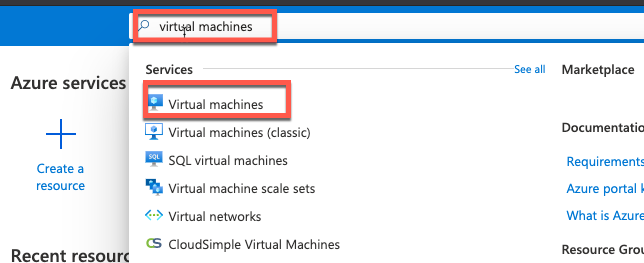 virtual machines
Azure services
Create a
resource
Recent resour
Services
See all
Virtual machines
Virtual machines (classic)
SQL
SQL virtual machines
Virtual machine scale sets
Virtual networks
CS
CloudSimple Virtual Machines
Marketplace
Documentatio
Requirements
Azure portal k
What is Azure
Resource Grou